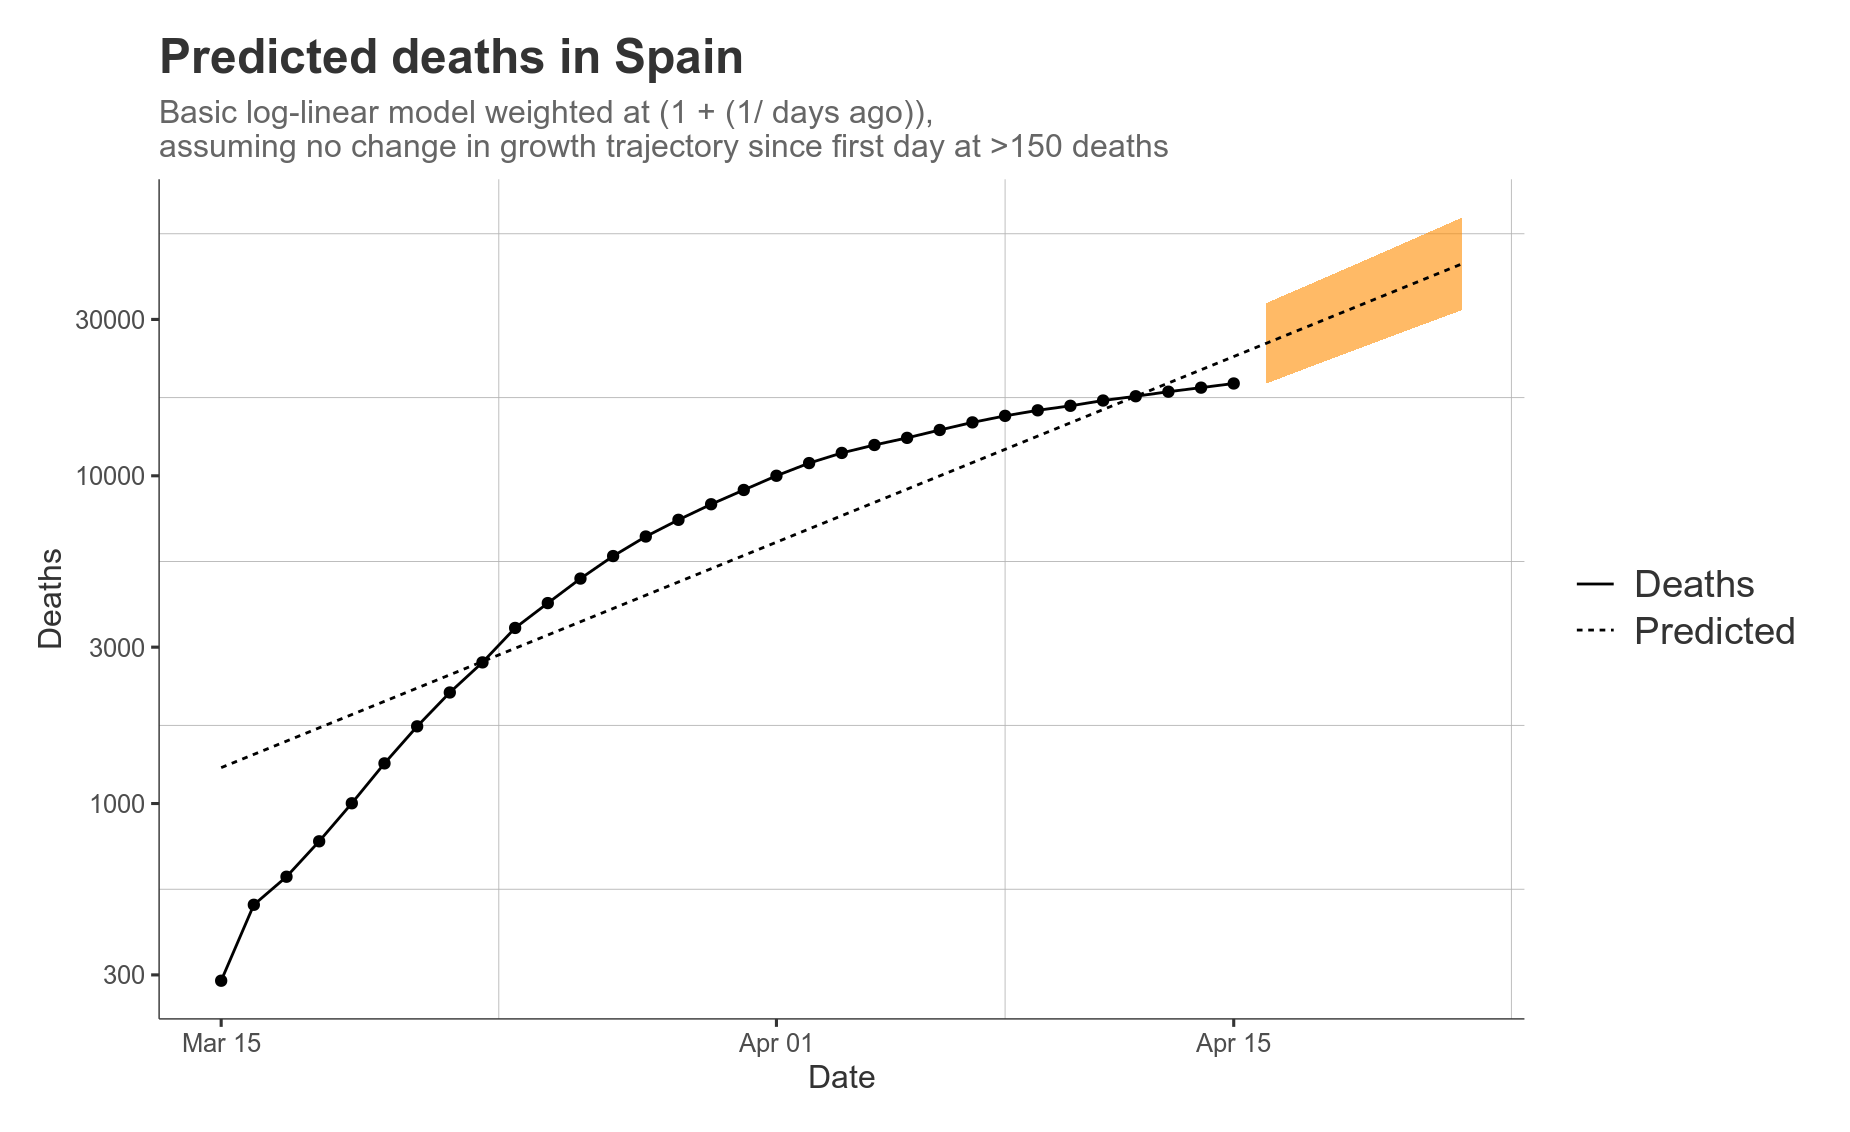 Predicted deaths in Spain
Basic log-linear model weighted at (1 + (1/ days ago)),
assuming no change in growth trajectory since first day at >150 deaths
30000
10000
3000
1000
300
Deaths
Mar 15
Apr 01
Apr 15
Date
Deaths
Predicted